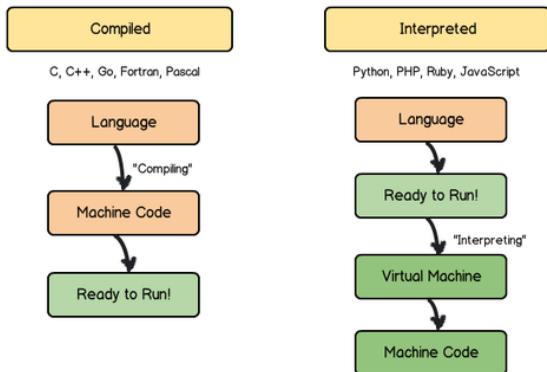 Compiled
C, C++, Go, Fortran, Pascal
Language
"Compiling"
Machine Code
Ready to Run!
Interpreted
Python, PHP, Ruby, JavaScript
Language
Ready to Run!
"Interpreting"
Virtual Machine
Machine Code